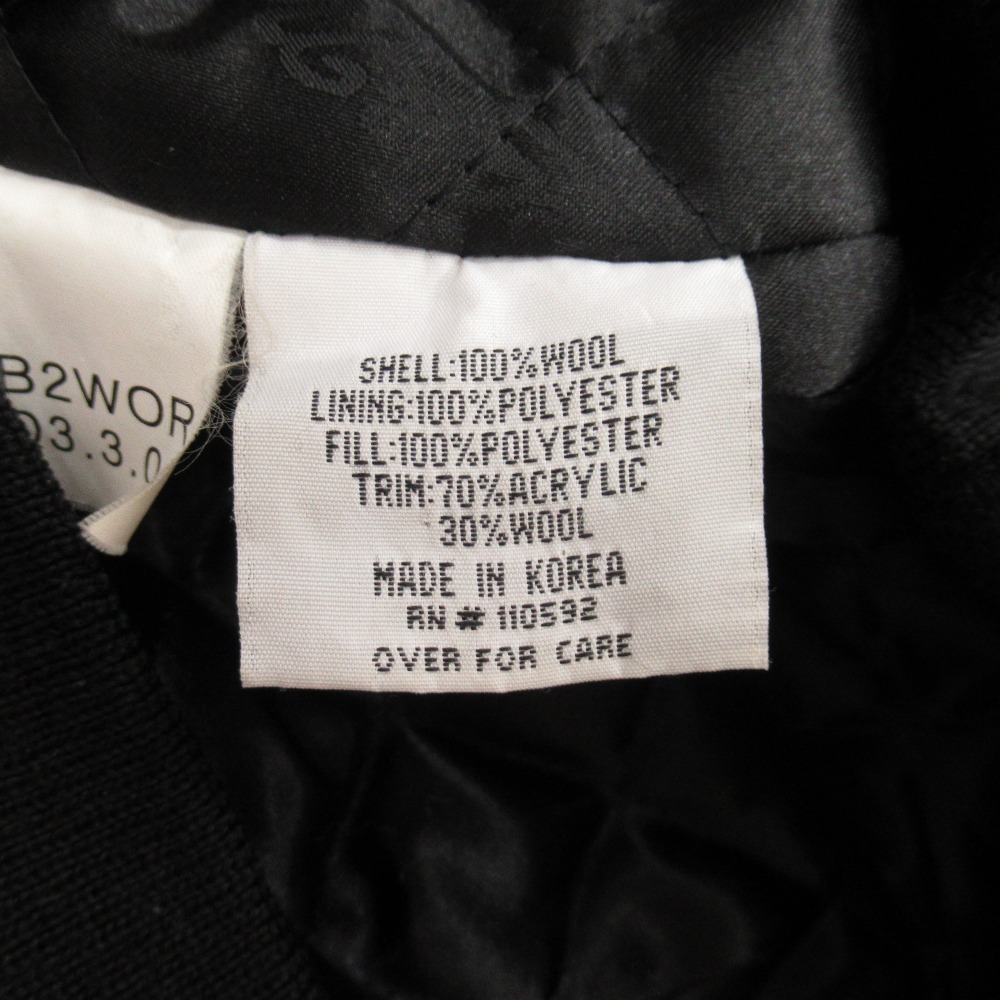 B2WOR
03.3.0
SHELL:100%WOOL
LINING:100%POLYESTER
FILL:100%POLYESTER
TRIM:70%ACRYLIC
30%WOOL
MADE IN KOREA
RN # 110592
OVER FOR CARE